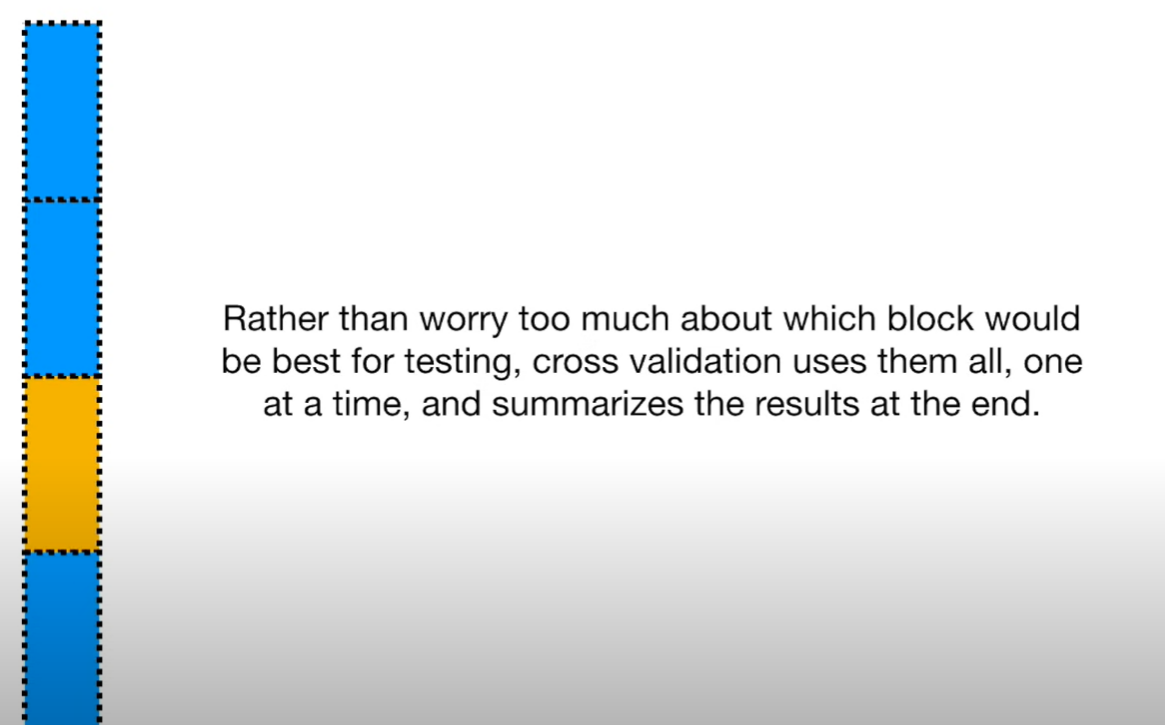 Rather than worry too much about which block would
be best for testing, cross validation uses them all, one
at a time, and summarizes the results at the end.